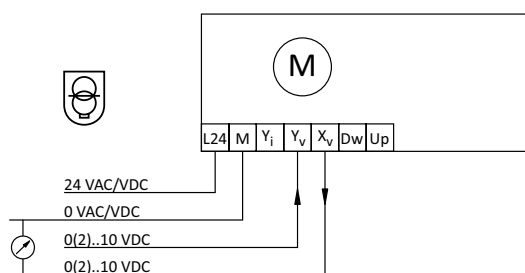 M
L24 M Yi Yv Xv Dw Up
24 VAC/VDC
0 VAC/VDC
0(2)..10 VDC
0(2)..10 VDC